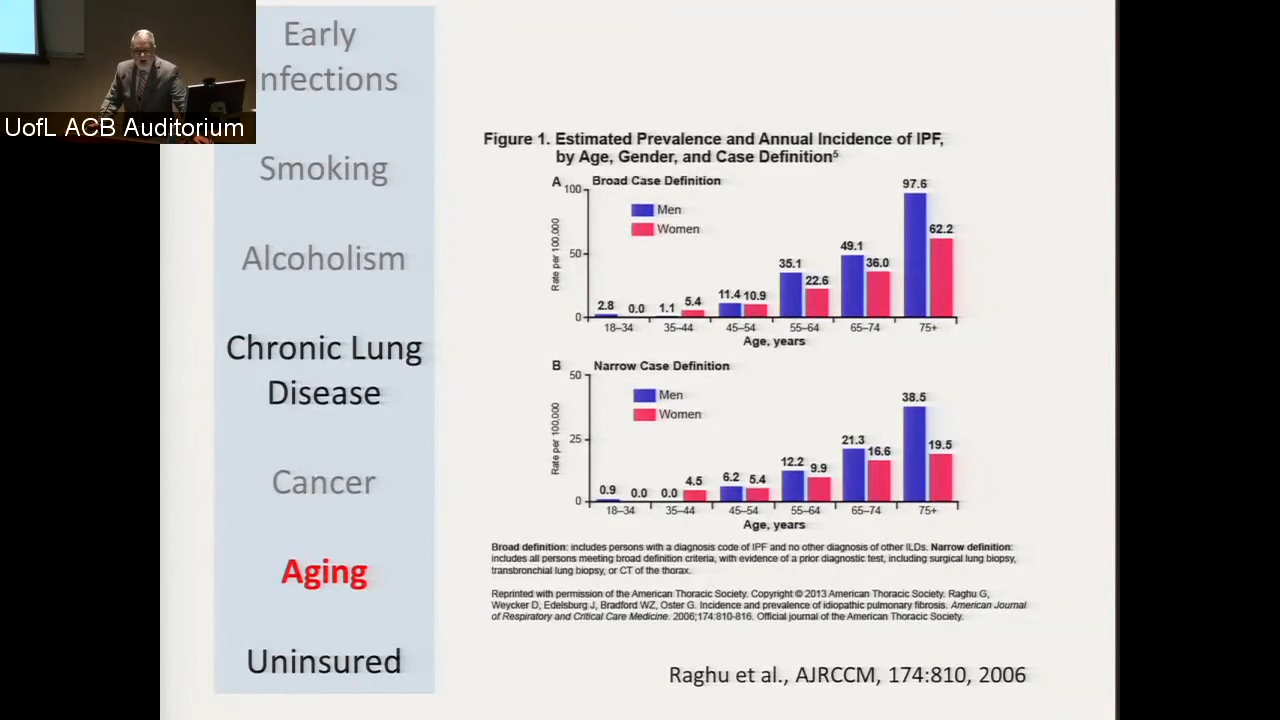 UofL ACB Auditorium
Early
nfections
Smoking
Alcoholism
Chronic Lung
Disease
Cancer
Aging
Uninsured
Figure 1. Estimated Prevalence and Annual Incidence of IPF,
by Age, Gender, and Case Definition⁵
A Broad Case Definition
Men
Women
Rate per 100,000
100
50
0
2.8 0.0 1.1 5.4 11.4 10.9 35.1 22.6 49.1 36.0 97.6 62.2
18–34 35–44 45–54 55–64 65–74 75+
Age, years
B Narrow Case Definition
Men
Women
Rate per 100,000
50
25
0
0.9 0.0 0.0 4.5 6.2 5.4 12.2 9.9 21.3 16.6 38.5 19.5
18–34 35–44 45–54 55–64 65–74 75+
Age, years
Broad definition: includes persons with a diagnosis code of IPF and no other diagnosis of other ILDs. Narrow definition:
includes all persons meeting broad definition criteria, with evidence of a prior diagnostic test, including surgical lung biopsy,
transbronchial lung biopsy, or CT of the thorax.
Reprinted with permission of the American Thoracic Society. Copyright © 2013 American Thoracic Society. Raghu G,
Weycker D, Edelsburg J, Bradford WZ, Oster G. Incidence and prevalence of idiopathic pulmonary fibrosis. American Journal
of Respiratory and Critical Care Medicine. 2006;174:810-816. Official journal of the American Thoracic Society.
Raghu et al., AJRCCM, 174:810, 2006